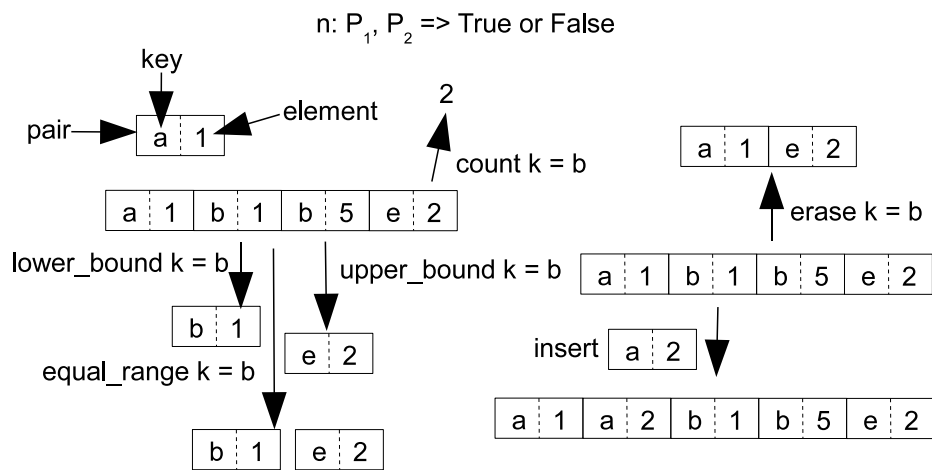 n: P₁, P₂ => True or False
key
pair
a 1
element
2
count k = b
a 1 b 1 b 5 e 2
lower_bound k = b
upper_bound k = b
b 1
e 2
equal_range k = b
b 1 e 2
a 1 e 2
erase k = b
a 1 b 1 b 5 e 2
insert a 2
a 1 a 2 b 1 b 5 e 2